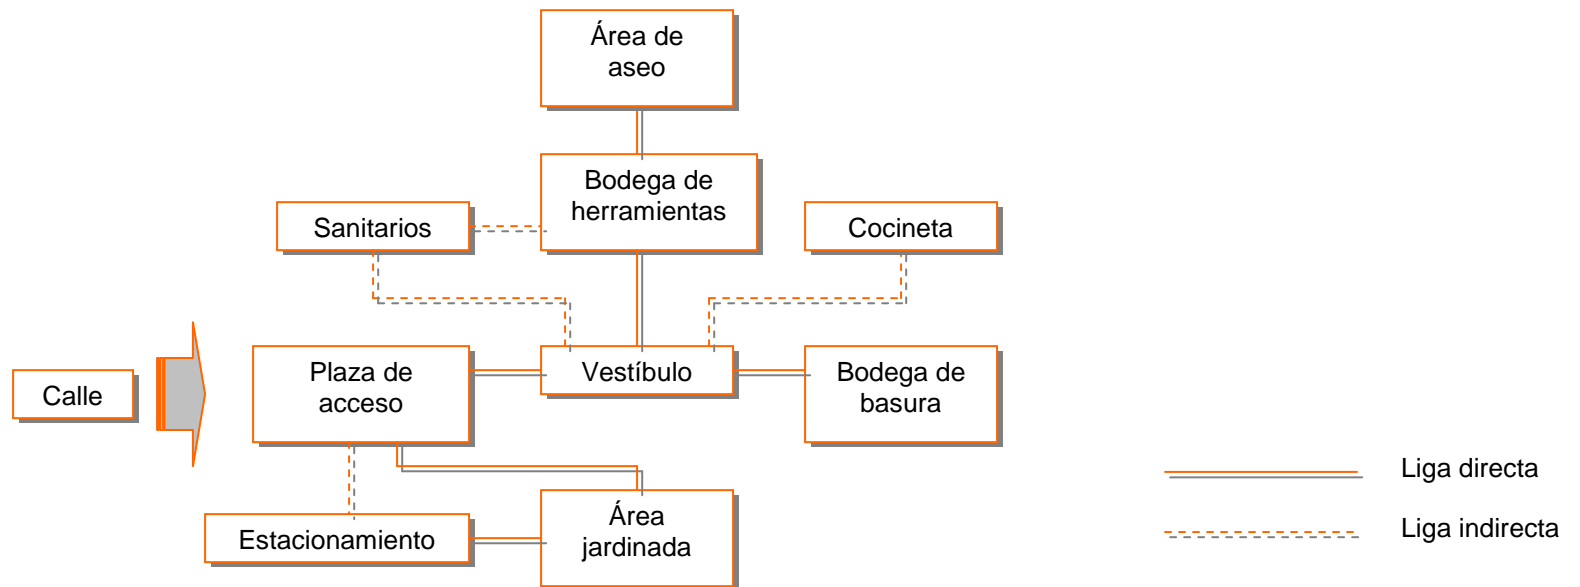 Área de
aseo
Bodega de
herramientas
Sanitarios
Cocineta
Plaza de
acceso
Vestíbulo
Bodega de
basura
Calle
Liga directa
Área
jardinada
Estacionamiento
Liga indirecta